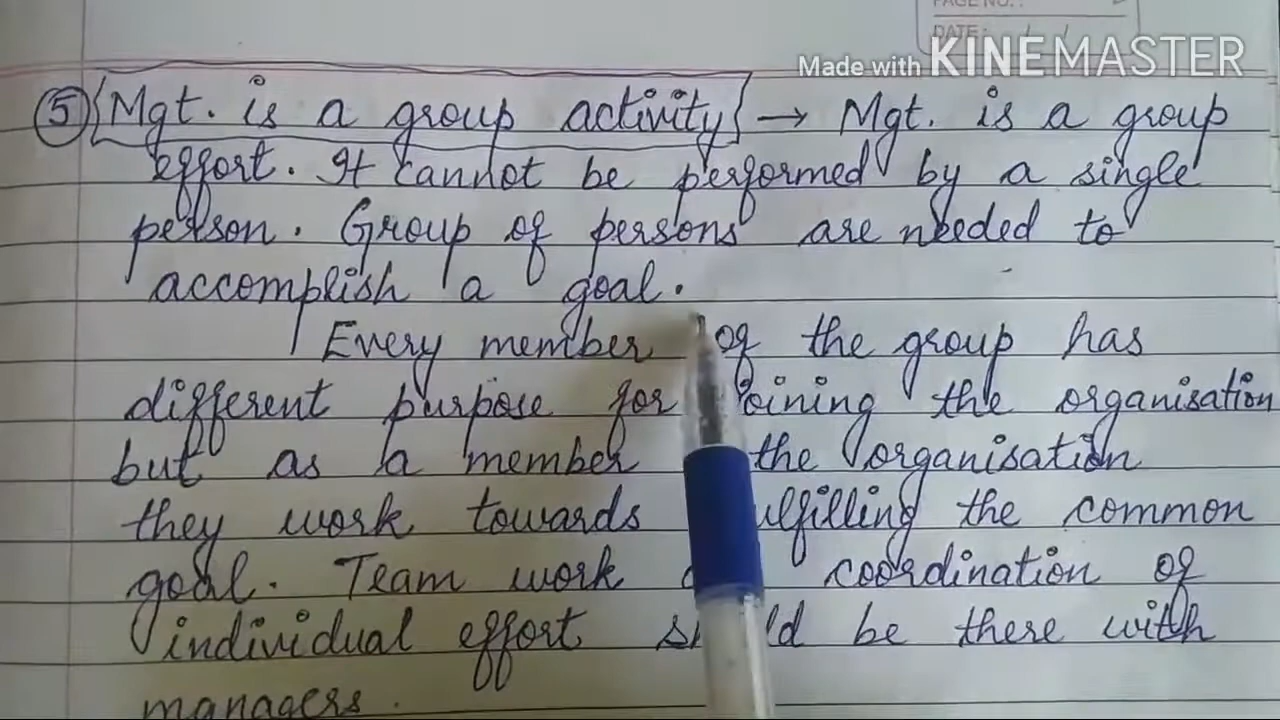 PAGE NO.:
DATE: / /
Made with KINEMASTER
⑤ Mgt. is a group activity → Mgt. is a group
effort. It cannot be performed by a single
person. Group of persons are needed to
accomplish a goal.
Every member of the group has
different purpose for joining the organisation
but as a member the organisation
they work towards fulfilling the common
goal. Team work coordination of
individual effort should be there with
managers.